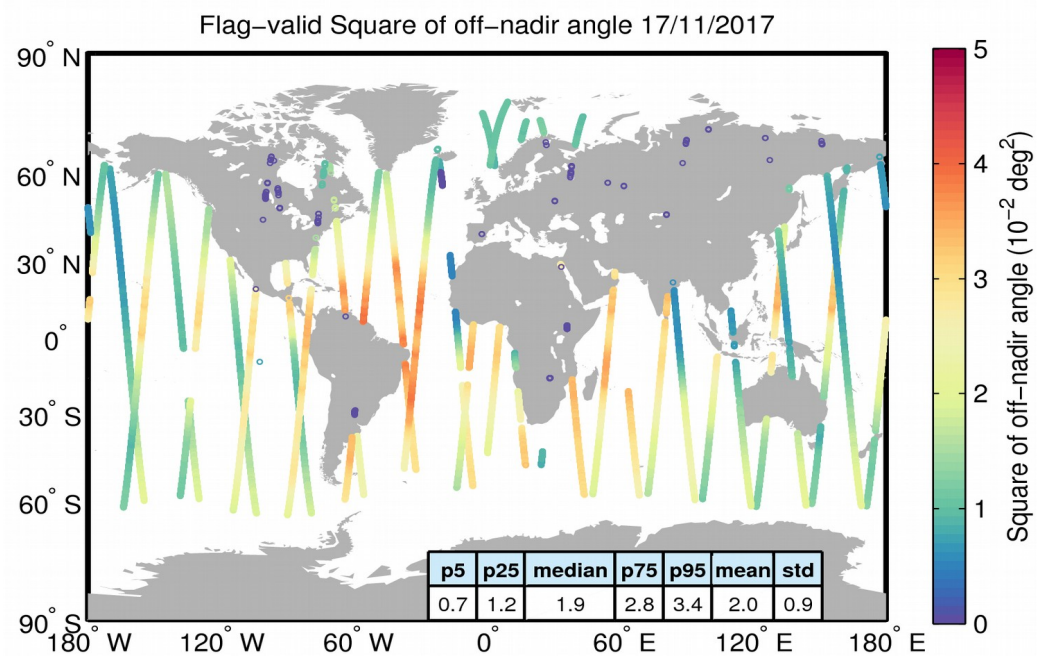 Flag−valid Square of off−nadir angle 17/11/2017
90° N
60° N
30° N
0°
30° S
60° S
90° S
180° W
120° W
60° W
0°
60° E
120° E
180° E
p5 p25 median p75 p95 mean std
0.7 1.2 1.9 2.8 3.4 2.0 0.9
5
4
3
2
1
0
Square of off−nadir angle (10⁻² deg²)